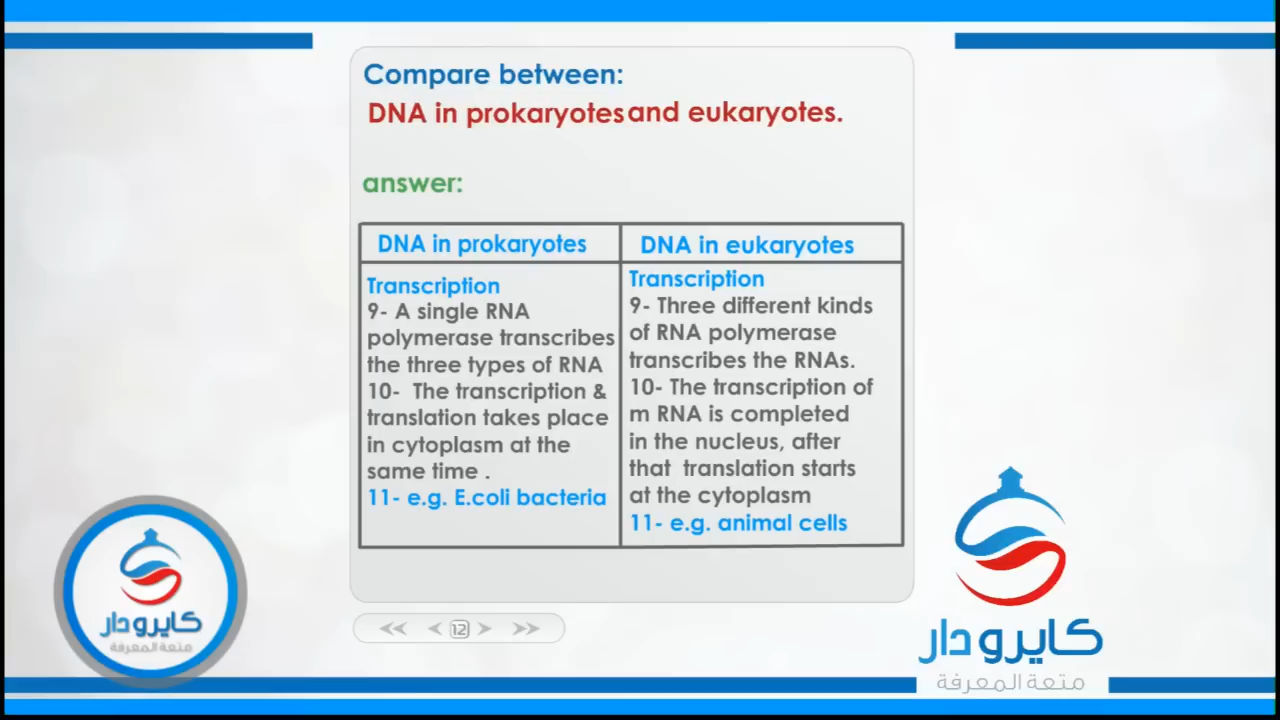 Compare between:
DNA in prokaryotes and eukaryotes.
answer:
DNA in prokaryotes
Transcription
9- A single RNA
polymerase transcribes
the three types of RNA
10- The transcription &
translation takes place
in cytoplasm at the
same time .
11- e.g. E.coli bacteria
DNA in eukaryotes
Transcription
9- Three different kinds
of RNA polymerase
transcribes the RNAs.
10- The transcription of
m RNA is completed
in the nucleus, after
that translation starts
at the cytoplasm
11- e.g. animal cells
12
كايرو دار
متعة المعرفة
كايرو دار
متعة المعرفة